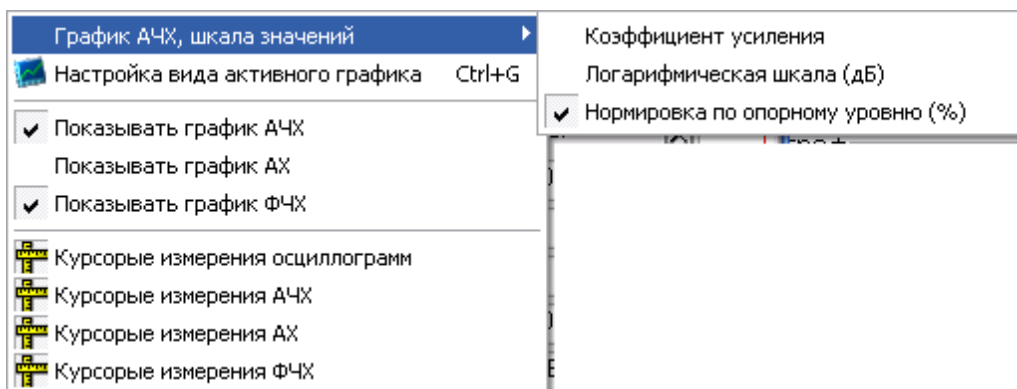 График АЧХ, шкала значений
Настройка вида активного графика Ctrl+G
Показывать график АЧХ
Показывать график АХ
Показывать график ФЧХ
Курсорые измерения осциллограмм
Курсорые измерения АЧХ
Курсорые измерения АХ
Курсорые измерения ФЧХ
Коэффициент усиления
Логарифмическая шкала (дБ)
Нормировка по опорному уровню (%)